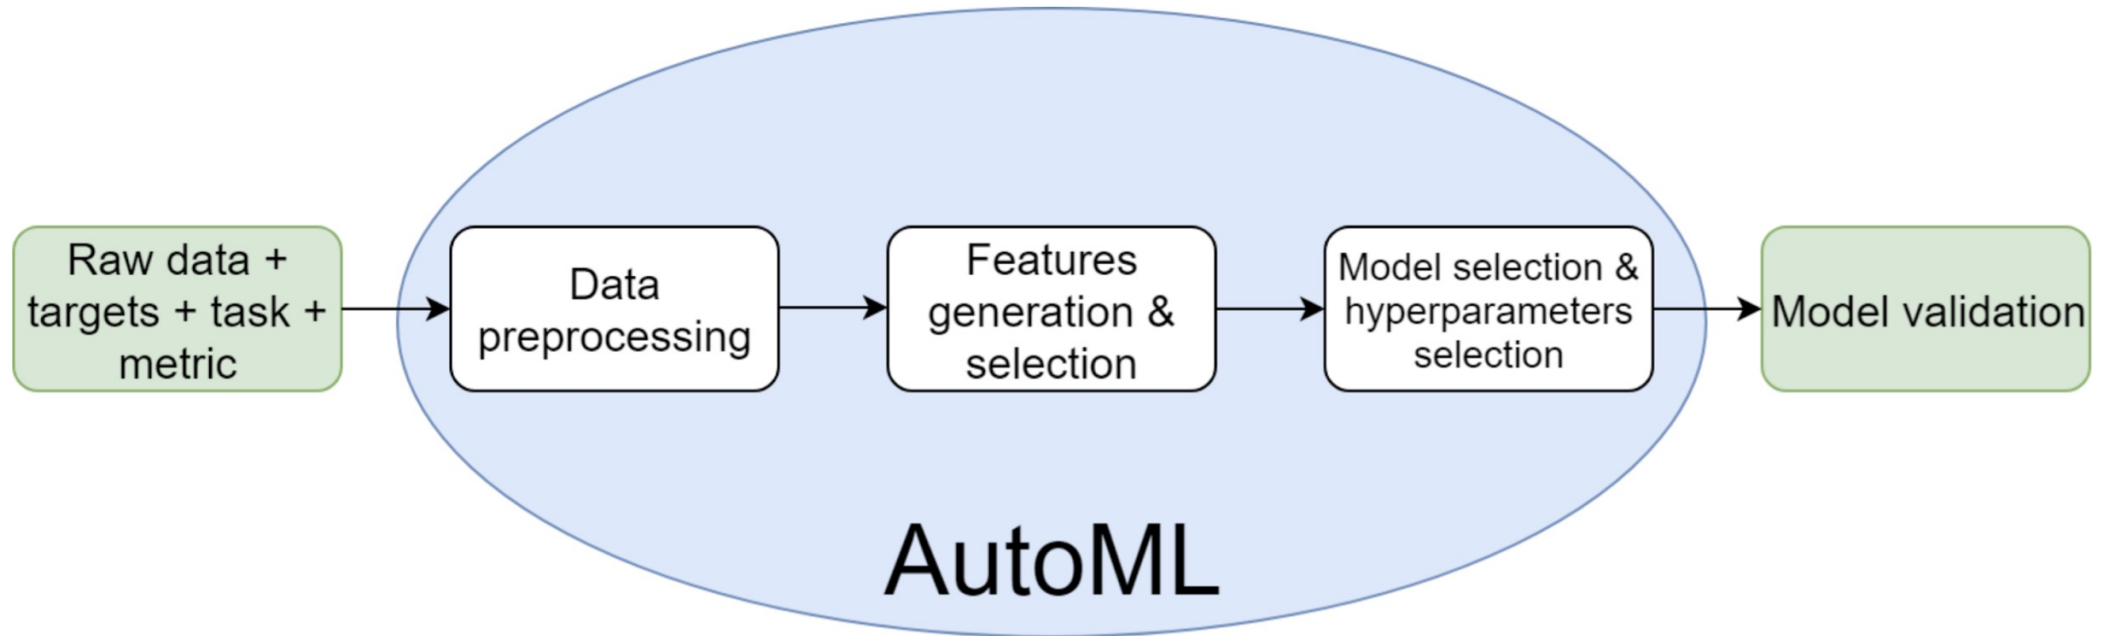 Raw data +
targets + task +
metric
Data
preprocessing
Features
generation &
selection
Model selection &
hyperparameters
selection
Model validation
AutoML